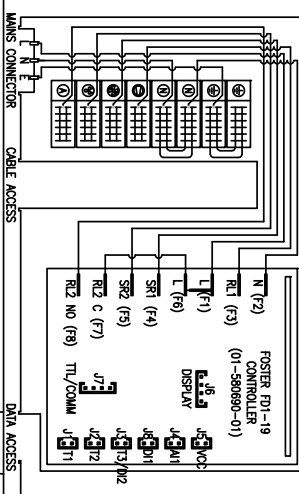 MAINS CONNECTOR
L
N
E
CABLE ACCESS
DATA ACCESS
A
N
N
N (F2)
RL1 (F3)
L (F1)
L (F6)
SR1 (F4)
SR2 (F5)
RL2 C (F7)
RL2 NO (F8)
FOSTER FD1-19
CONTROLLER
(01-580690-01)
J6
DISPLAY
J7
TTL/COMM
J5 VCC
J4 AI1
J8 DI1
J3 T3/DI2
J2 T2
J1 T1